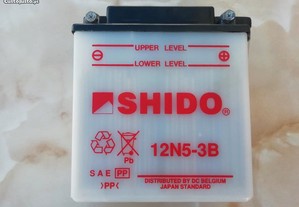 UPPER LEVEL
LOWER LEVEL
SHIDO®
12N5-3B
Pb
S A E PP
>PP<
DISTRIBUTED BY DC BELGIUM
JAPAN STANDARD